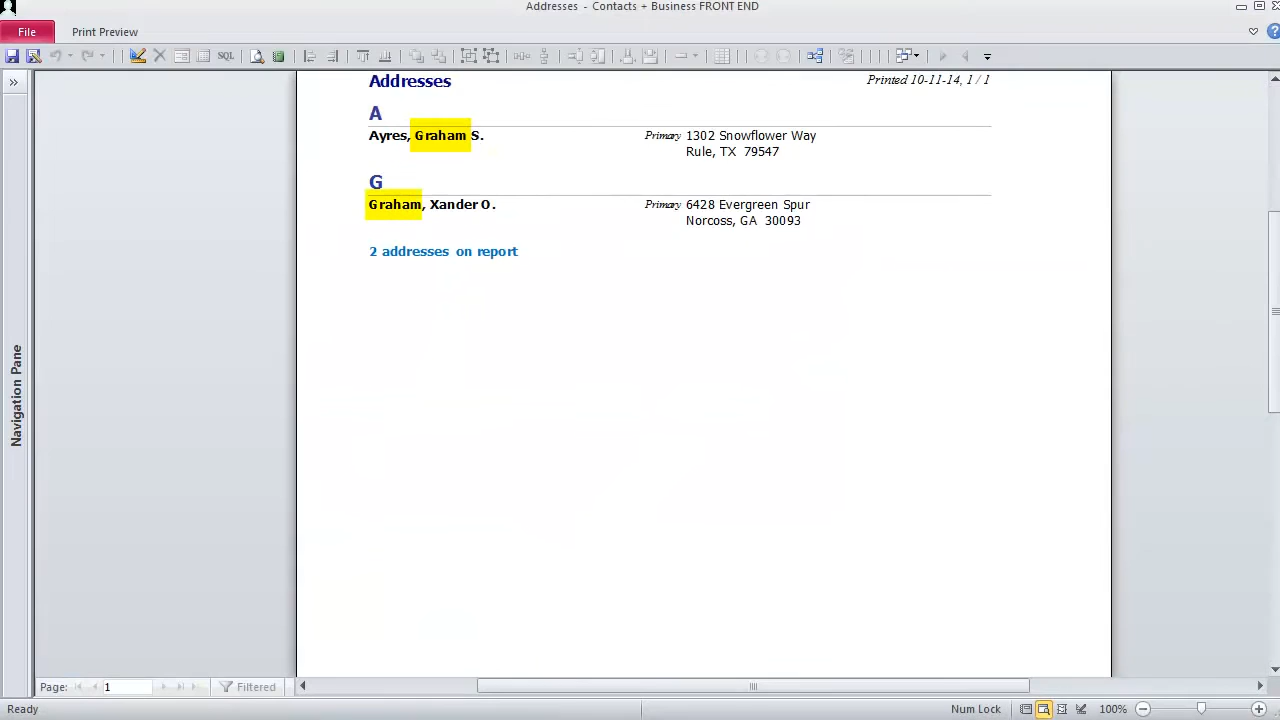 Addresses - Contacts + Business FRONT END
File Print Preview
SQL
Addresses Printed 10-11-14, 1 / 1
A
Ayres, Graham S. Primary 1302 Snowflower Way
Rule, TX 79547
G
Graham, Xander O. Primary 6428 Evergreen Spur
Norcoss, GA 30093
2 addresses on report
Navigation Pane
Page: 1 Filtered
Ready Num Lock 100%